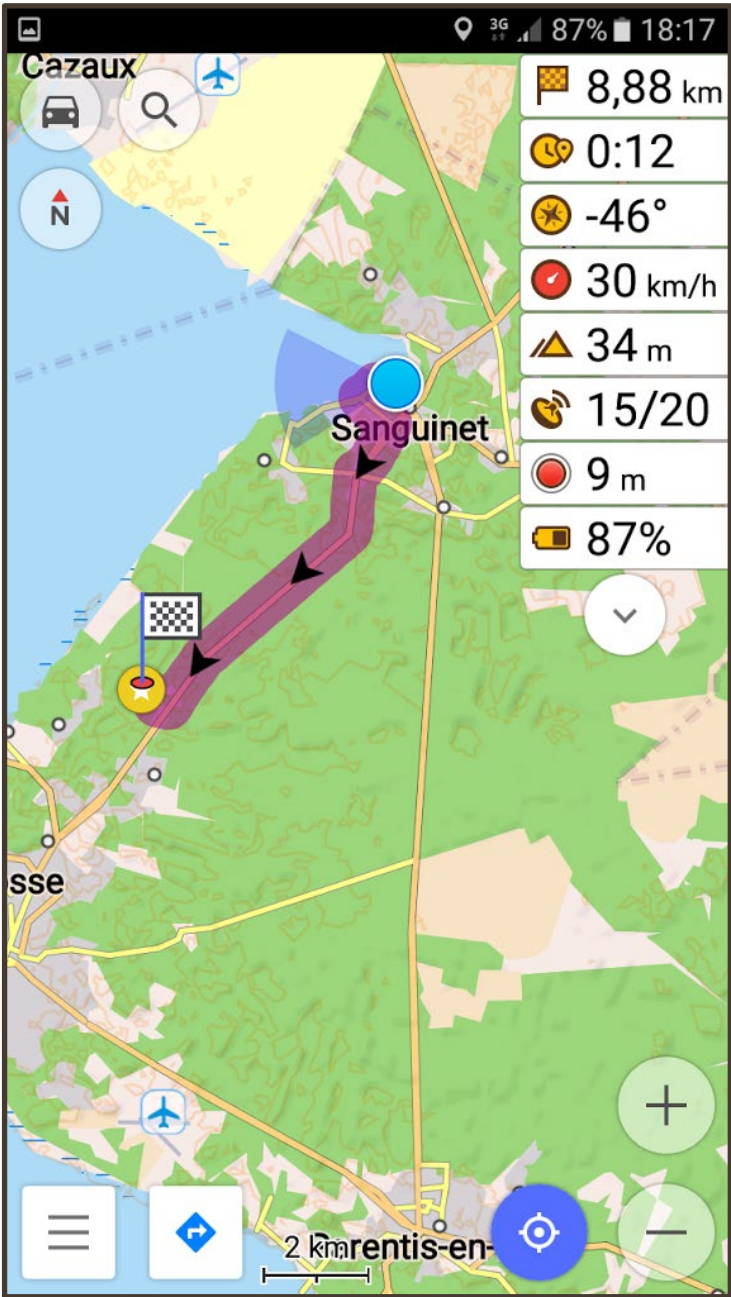 3G 87% 18:17
Cazaux
8,88 km
0:12
N
-46°
30 km/h
34 m
Sanguinet
15/20
9 m
87%
sse
2 km
rentis-en-